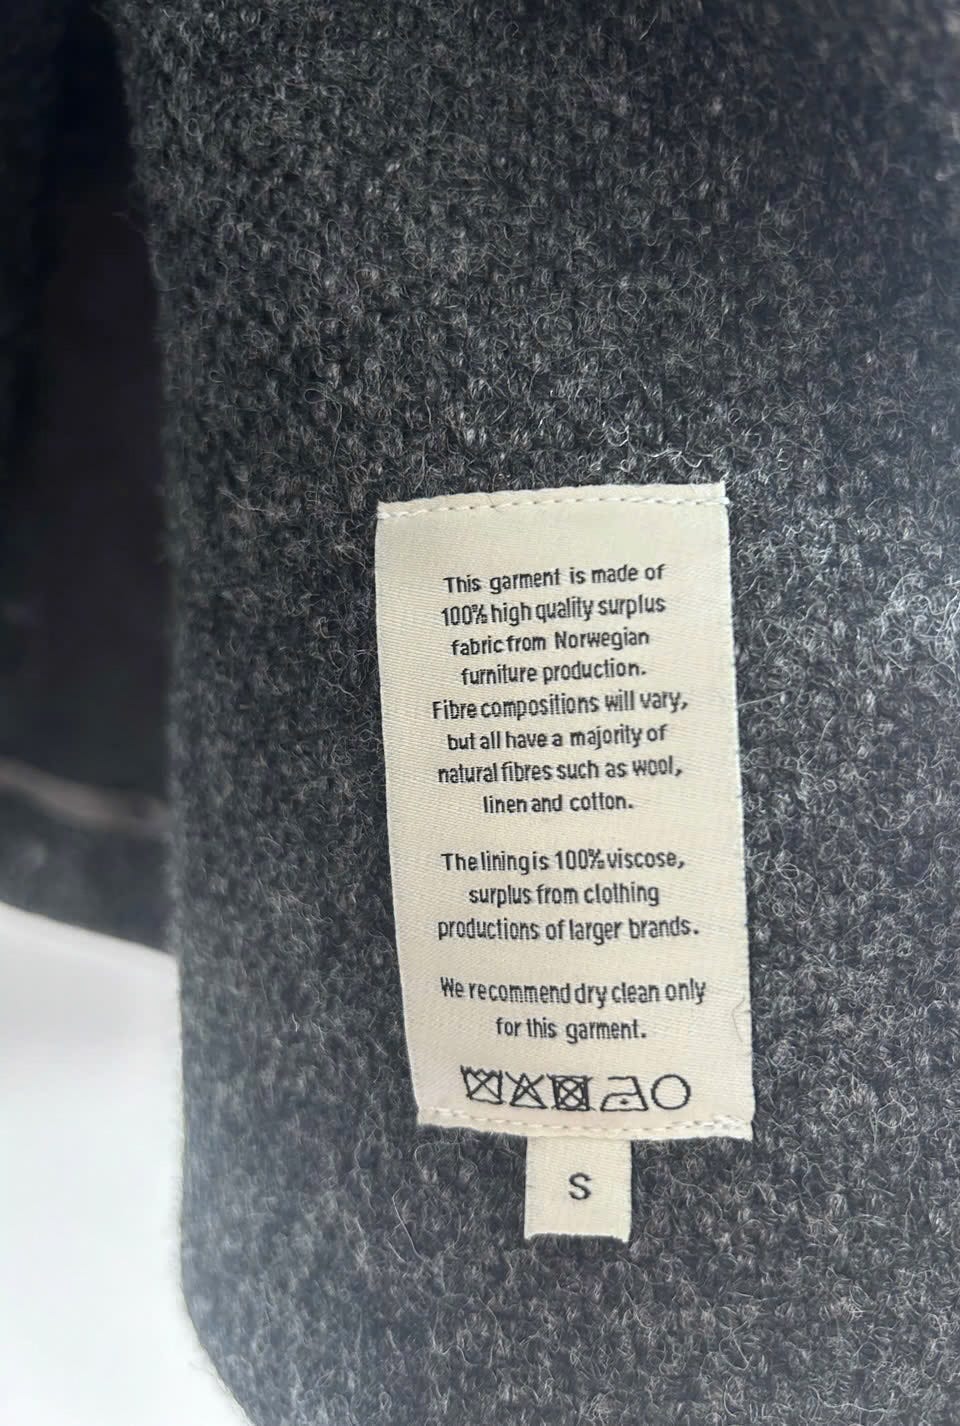 This garment is made of
100% high quality surplus
fabric from Norwegian
furniture production.
Fibre compositions will vary,
but all have a majority of
natural fibres such as wool,
linen and cotton.
The lining is 100% viscose,
surplus from clothing
productions of larger brands.
We recommend dry clean only
for this garment.
S